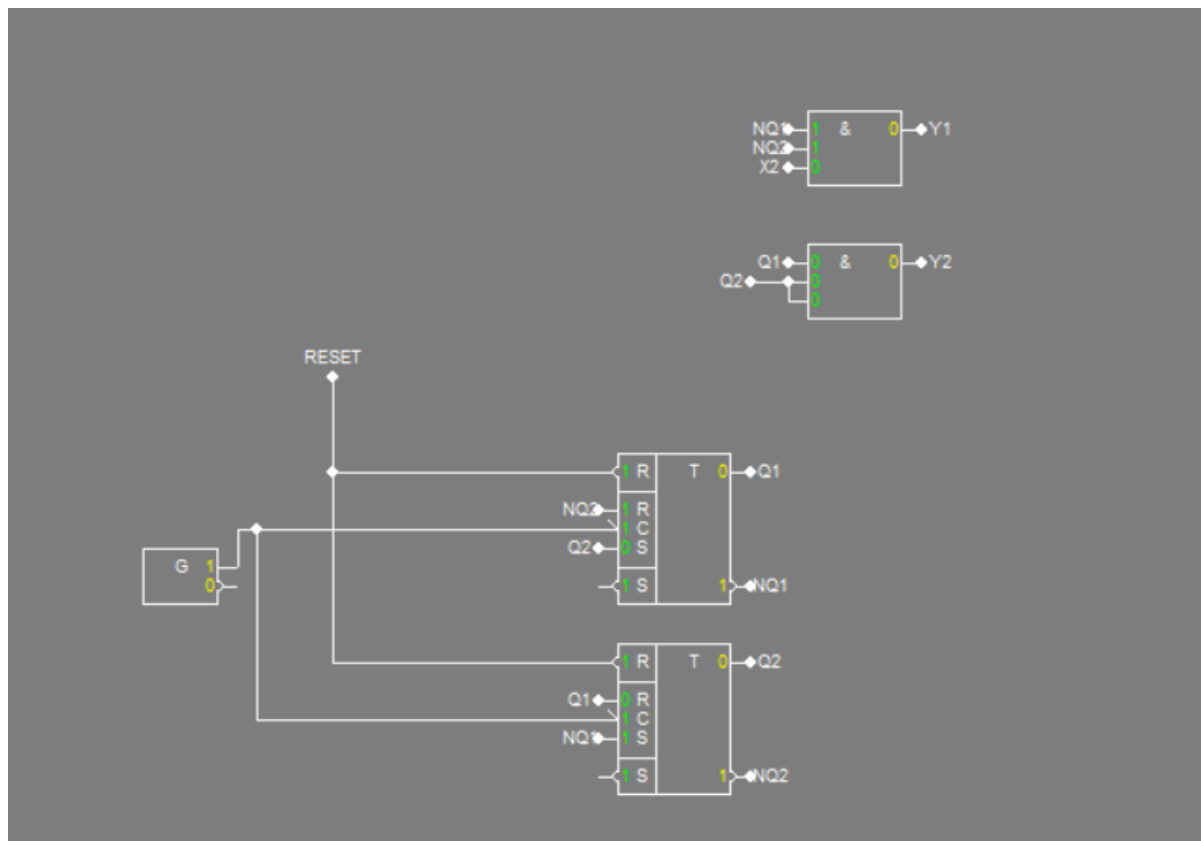 NQ1 1 & 0 Y1
NQ2 1
X2 0
Q1 0 & 0 Y2
Q2 0
0
RESET
1 R T 0 Q1
NQ2 1 R
1 C
Q2 0 S
G 1
0
1 S 1 NQ1
1 R T 0 Q2
Q1 0 R
1 C
NQ1 1 S
1 S 1 NQ2